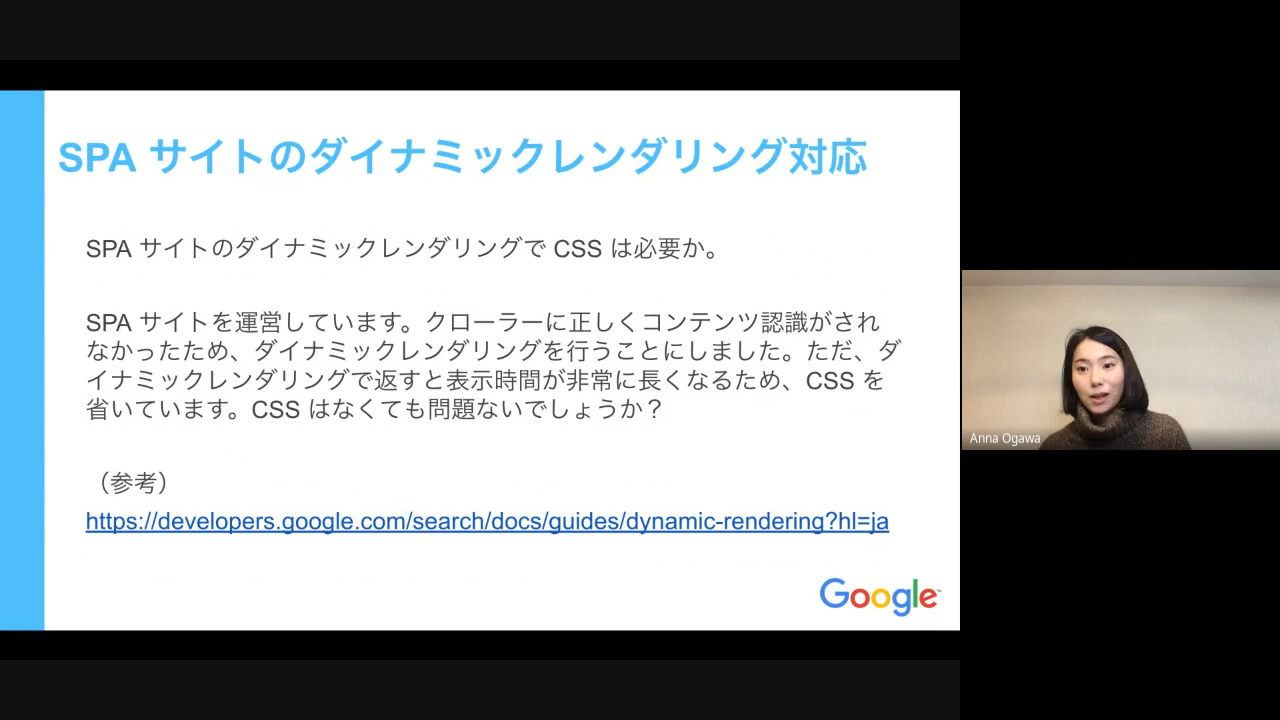 SPA サイトのダイナミックレンダリング対応
SPA サイトのダイナミックレンダリングで CSS は必要か。
SPA サイトを運営しています。クローラーに正しくコンテンツ認識がされ
なかったため、ダイナミックレンダリングを行うことにしました。ただ、ダ
イナミックレンダリングで返すと表示時間が非常に長くなるため、CSS を
省いています。CSS はなくても問題ないでしょうか？
（参考）
https://developers.google.com/search/docs/guides/dynamic-rendering?hl=ja
Google
Anna Ogawa